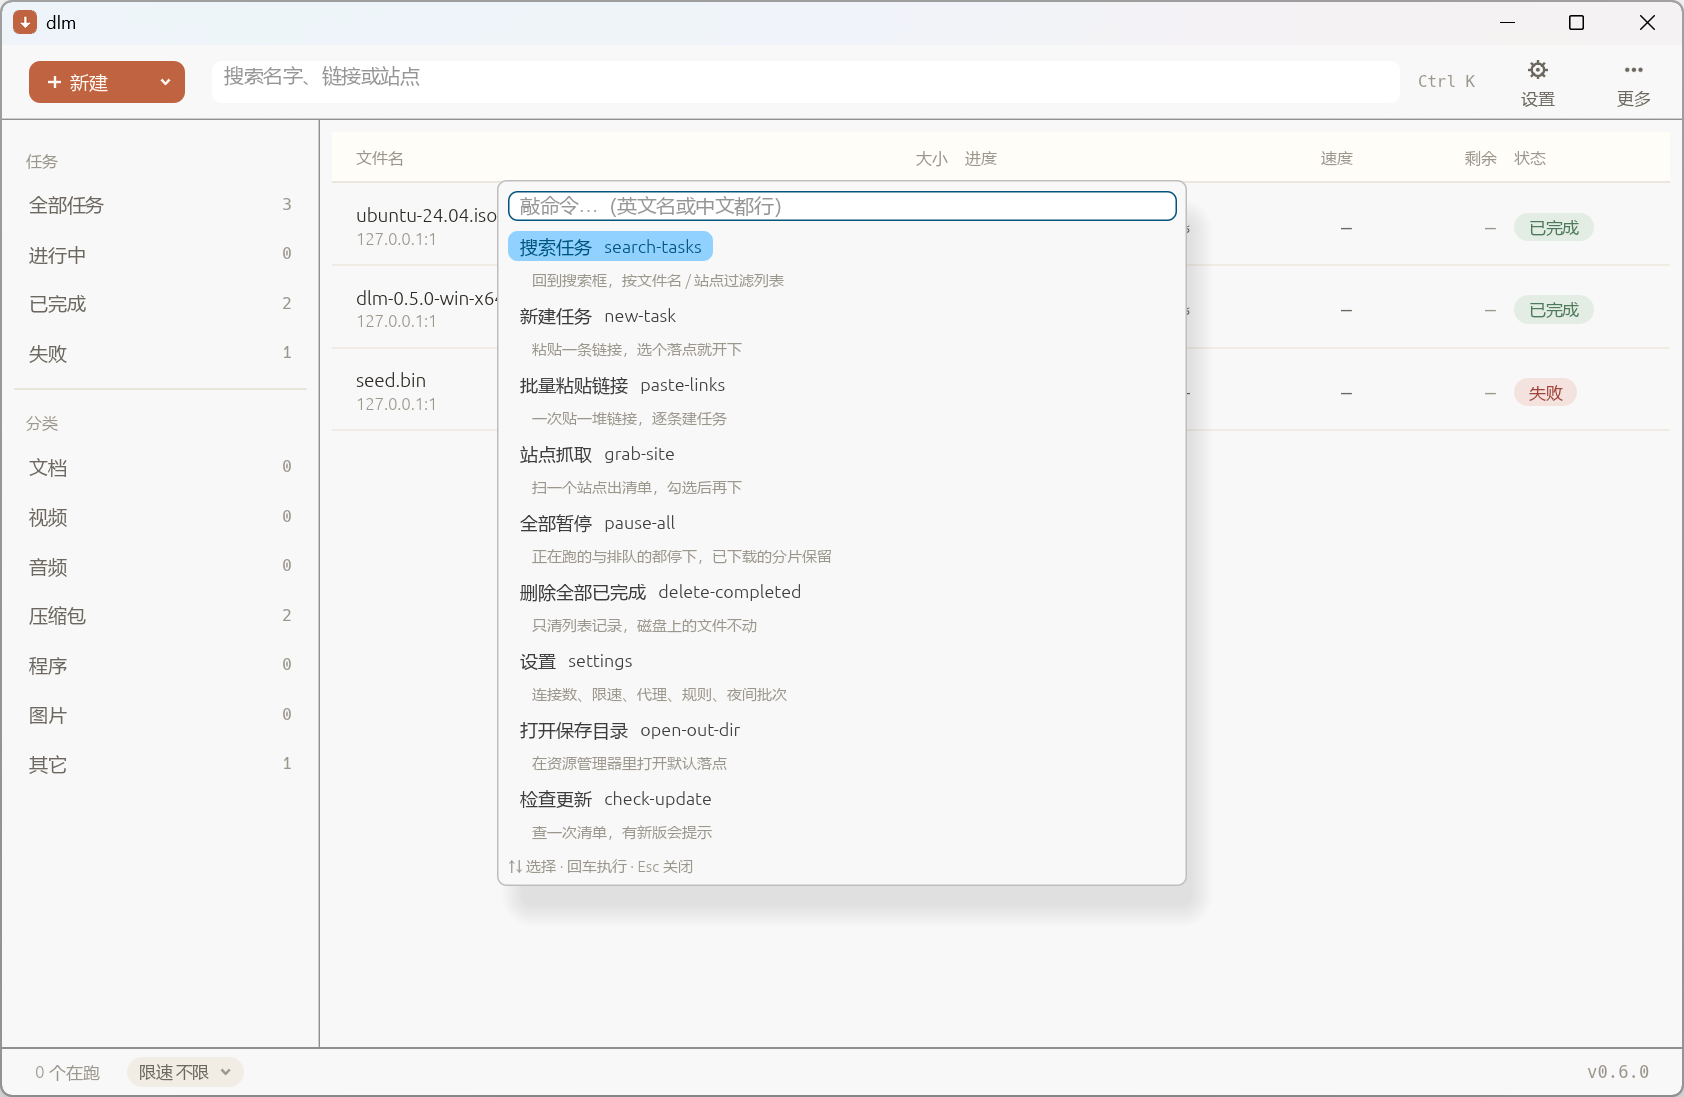 dlm
新建
搜索名字、链接或站点
Ctrl K
设置
更多
任务
全部任务 3
进行中 0
已完成 2
失败 1
分类
文档 0
视频 0
音频 0
压缩包 2
程序 0
图片 0
其它 1
文件名 大小 进度 速度 剩余 状态
ubuntu-24.04.iso
127.0.0.1:1
— — 已完成
dlm-0.5.0-win-x64
127.0.0.1:1
— — 已完成
seed.bin
127.0.0.1:1
— — 失败
敲命令… (英文名或中文都行)
搜索任务 search-tasks
回到搜索框，按文件名 / 站点过滤列表
新建任务 new-task
粘贴一条链接，选个落点就开下
批量粘贴链接 paste-links
一次贴一堆链接，逐条建任务
站点抓取 grab-site
扫一个站点出清单，勾选后再下
全部暂停 pause-all
正在跑的与排队的都停下，已下载的分片保留
删除全部已完成 delete-completed
只清列表记录，磁盘上的文件不动
设置 settings
连接数、限速、代理、规则、夜间批次
打开保存目录 open-out-dir
在资源管理器里打开默认落点
检查更新 check-update
查一次清单，有新版会提示
↑↓ 选择 · 回车执行 · Esc 关闭
0 个在跑
限速 不限
v0.6.0